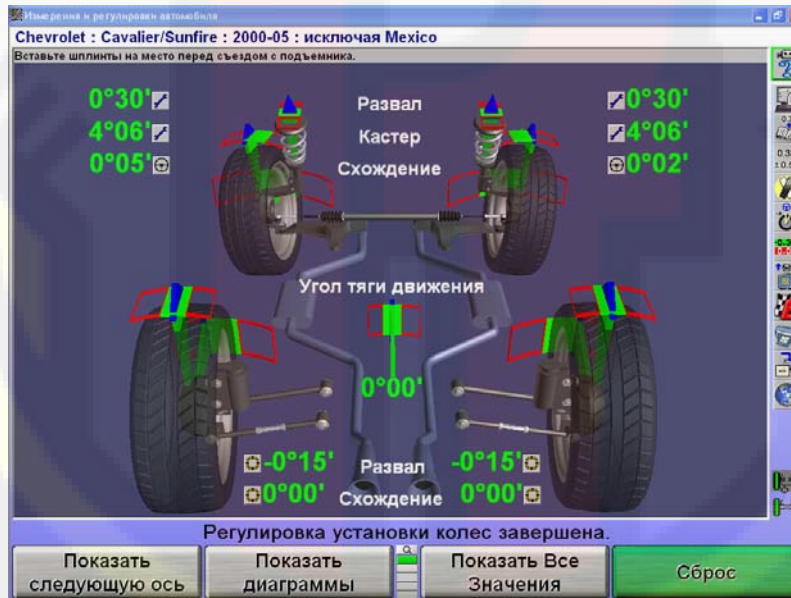 Измерения и регулировки автомобиля
Chevrolet : Cavalier/Sunfire : 2000-05 : исключая Mexico
Вставьте шплинты на место перед съездом с подъемника.
0°30' Развал 0°30'
4°06' Кастер 4°06'
0°05' Схождение 0°02'
Угол тяги движения
0°00'
-0°15' Развал -0°15'
0°00' Схождение 0°00'
Регулировка установки колес завершена.
Показать следующую ось
Показать диаграммы
Показать Все Значения
Сброс